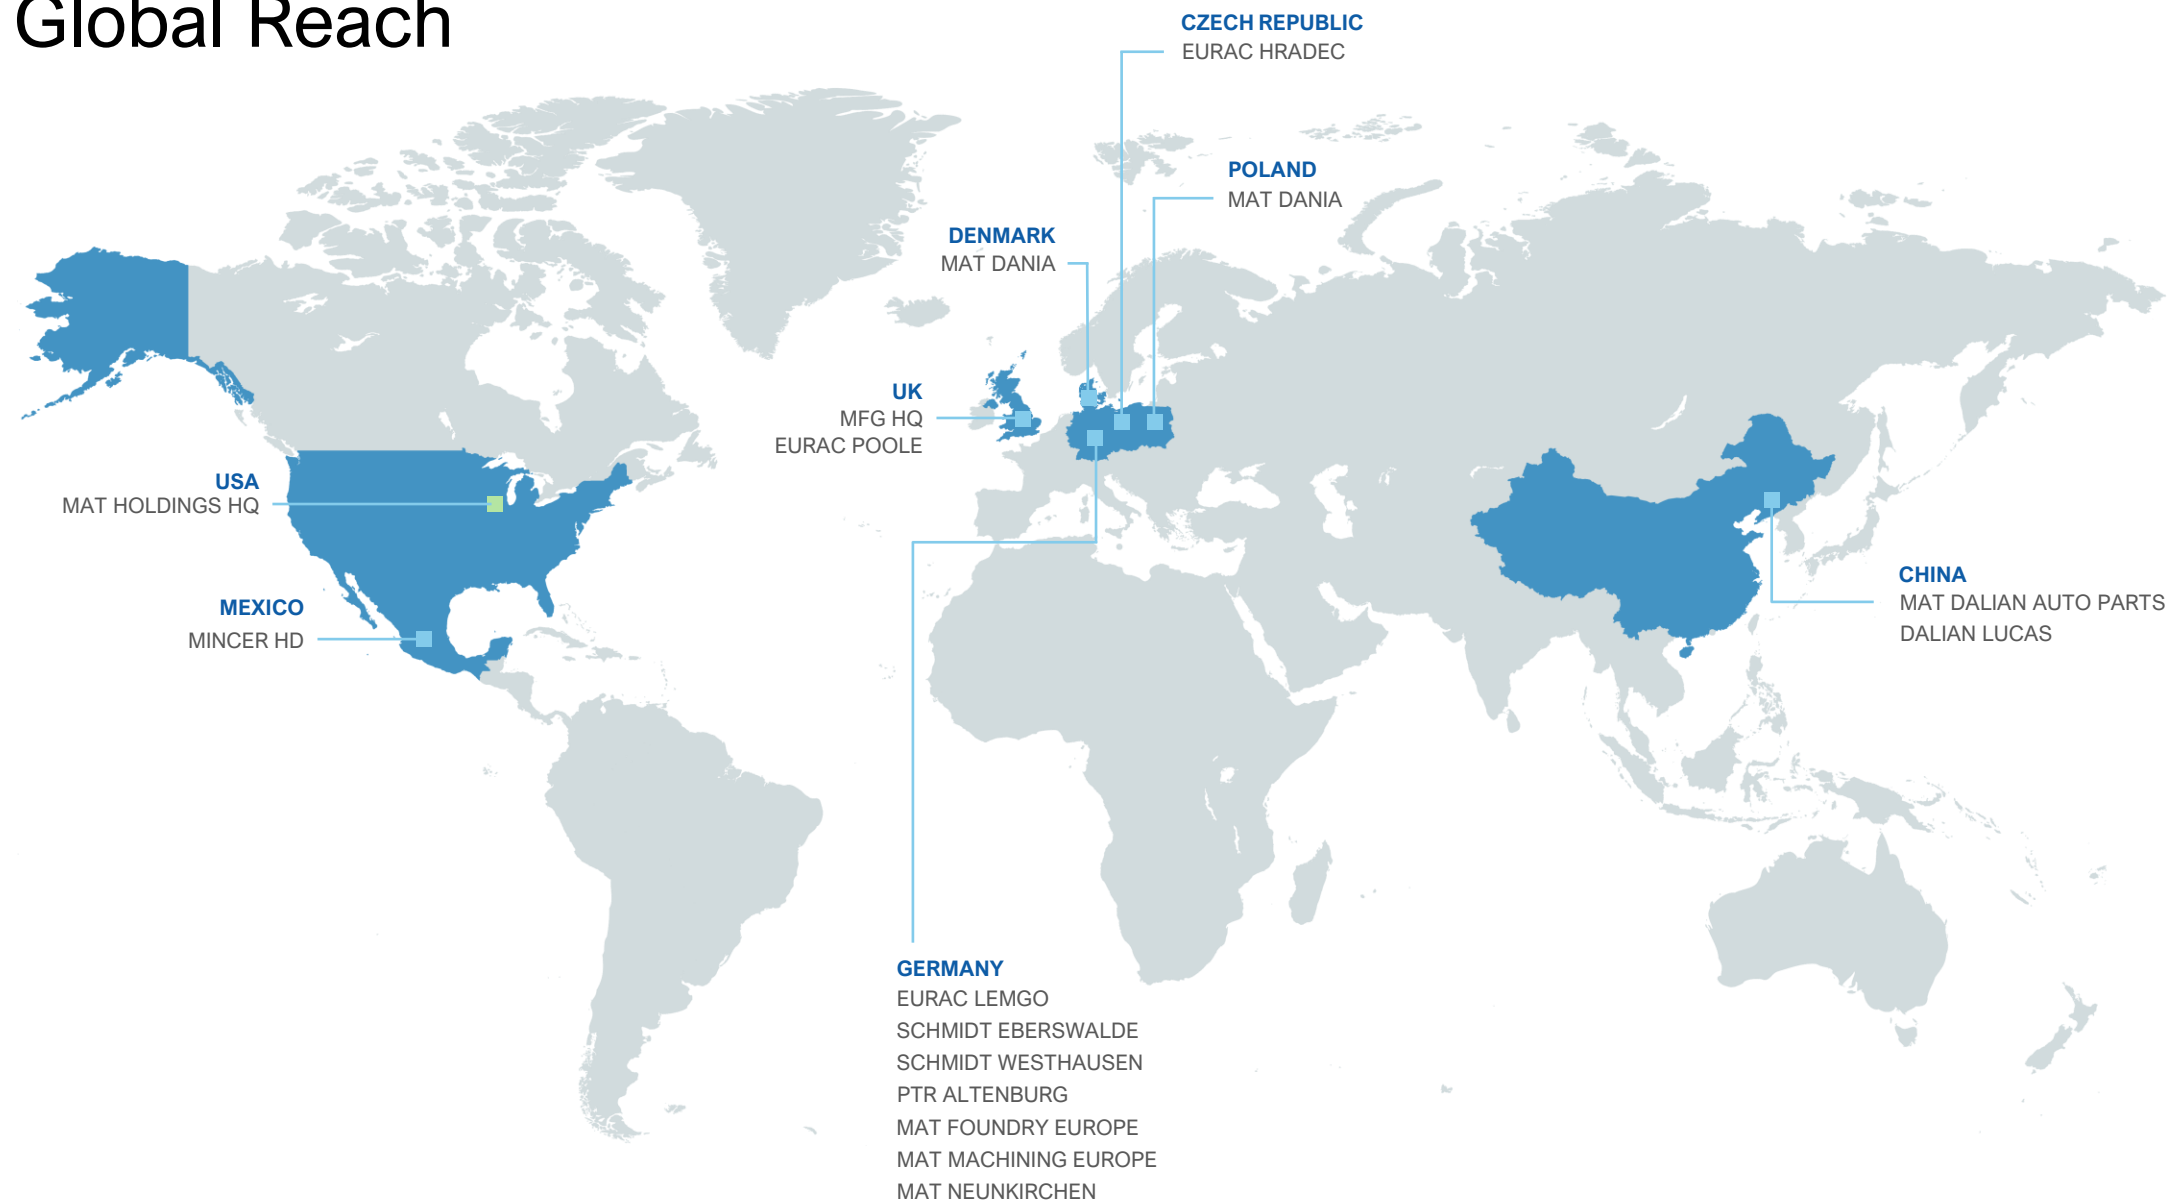 Global Reach
CZECH REPUBLIC
EURAC HRADEC
POLAND
MAT DANIA
DENMARK
MAT DANIA
UK
MFG HQ
EURAC POOLE
USA
MAT HOLDINGS HQ
MEXICO
MINCER HD
CHINA
MAT DALIAN AUTO PARTS
DALIAN LUCAS
GERMANY
EURAC LEMGO
SCHMIDT EBERSWALDE
SCHMIDT WESTHAUSEN
PTR ALTENBURG
MAT FOUNDRY EUROPE
MAT MACHINING EUROPE
MAT NEUNKIRCHEN